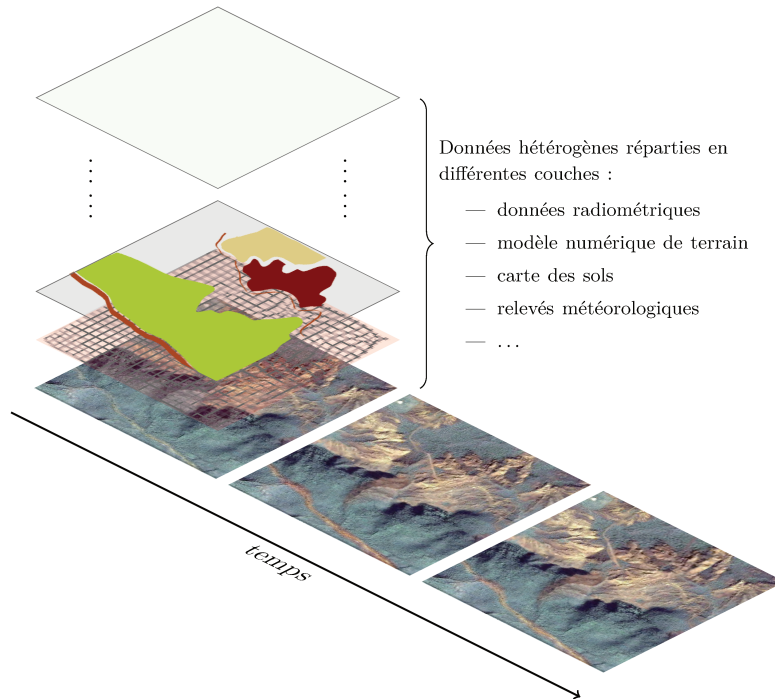 Données hétérogènes réparties en
différentes couches :
— données radiométriques
— modèle numérique de terrain
— carte des sols
— relevés météorologiques
— ...
temps